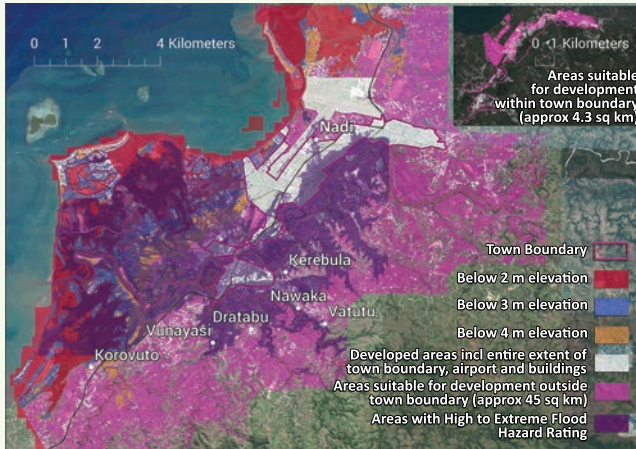 0 1 2 4 Kilometers
0 1 Kilometers
Areas suitable
for development
within town boundary
(approx 4.3 sq km)
Nadi
Kerebula
Nawaka
Vatutu
Dratabu
Vunayasi
Korovuto
Town Boundary
Below 2 m elevation
Below 3 m elevation
Below 4 m elevation
Developed areas incl entire extent of
town boundary, airport and buildings
Areas suitable for development outside
town boundary (approx 45 sq km)
Areas with High to Extreme Flood
Hazard Rating